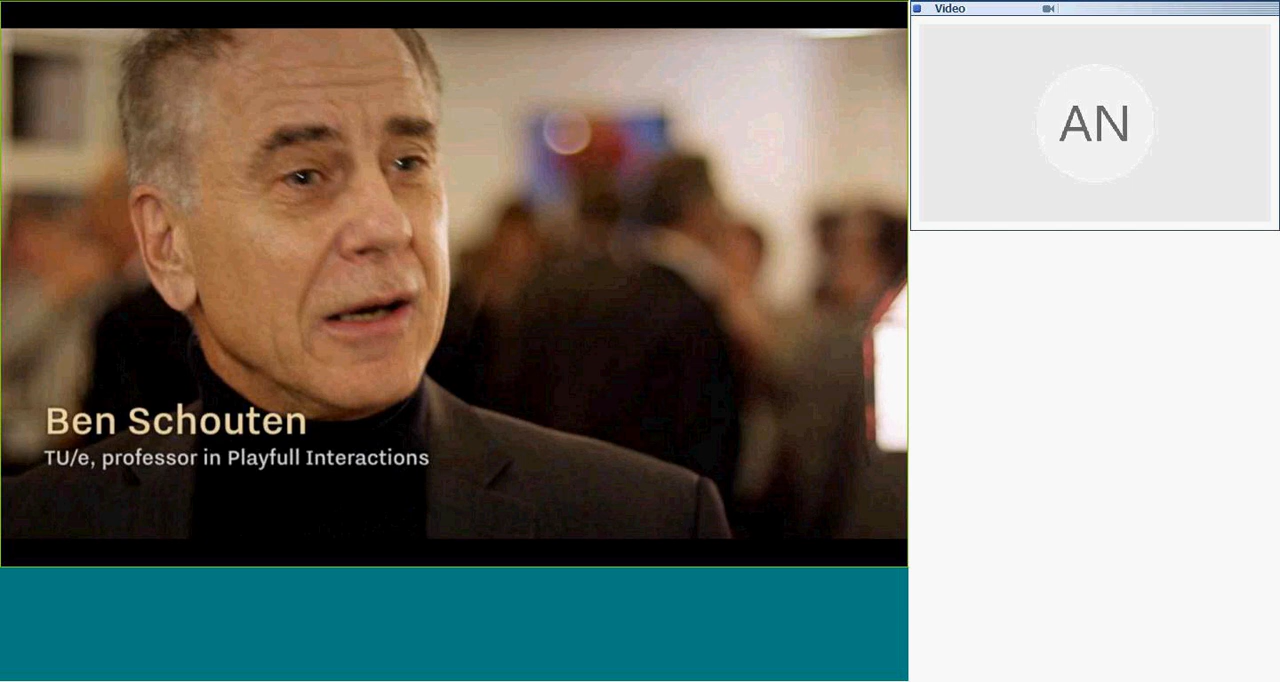 Video
AN
Ben Schouten
TU/e, professor in Playfull Interactions